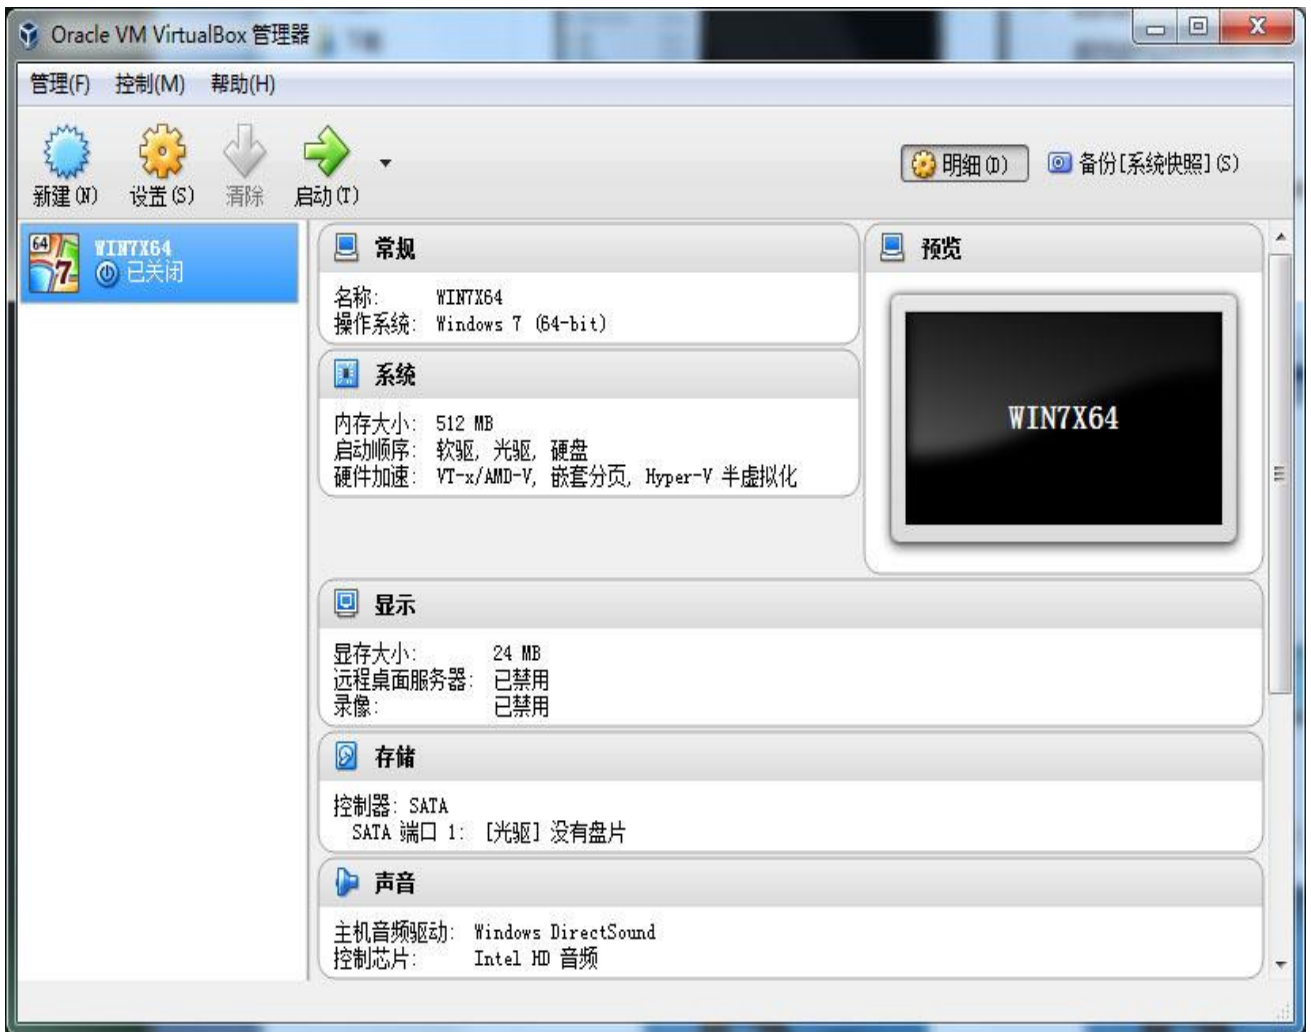 Oracle VM VirtualBox 管理器
管理(F) 控制(M) 帮助(H)
新建(N) 设置(S) 清除 启动(T)
明细(D) 备份[系统快照](S)
64
7
WIN7X64
已关闭
常规
名称: WIN7X64
操作系统: Windows 7 (64-bit)
系统
内存大小: 512 MB
启动顺序: 软驱, 光驱, 硬盘
硬件加速: VT-x/AMD-V, 嵌套分页, Hyper-V 半虚拟化
预览
WIN7X64
显示
显存大小: 24 MB
远程桌面服务器: 已禁用
录像: 已禁用
存储
控制器: SATA
SATA 端口 1: [光驱] 没有盘片
声音
主机音频驱动: Windows DirectSound
控制芯片: Intel HD 音频